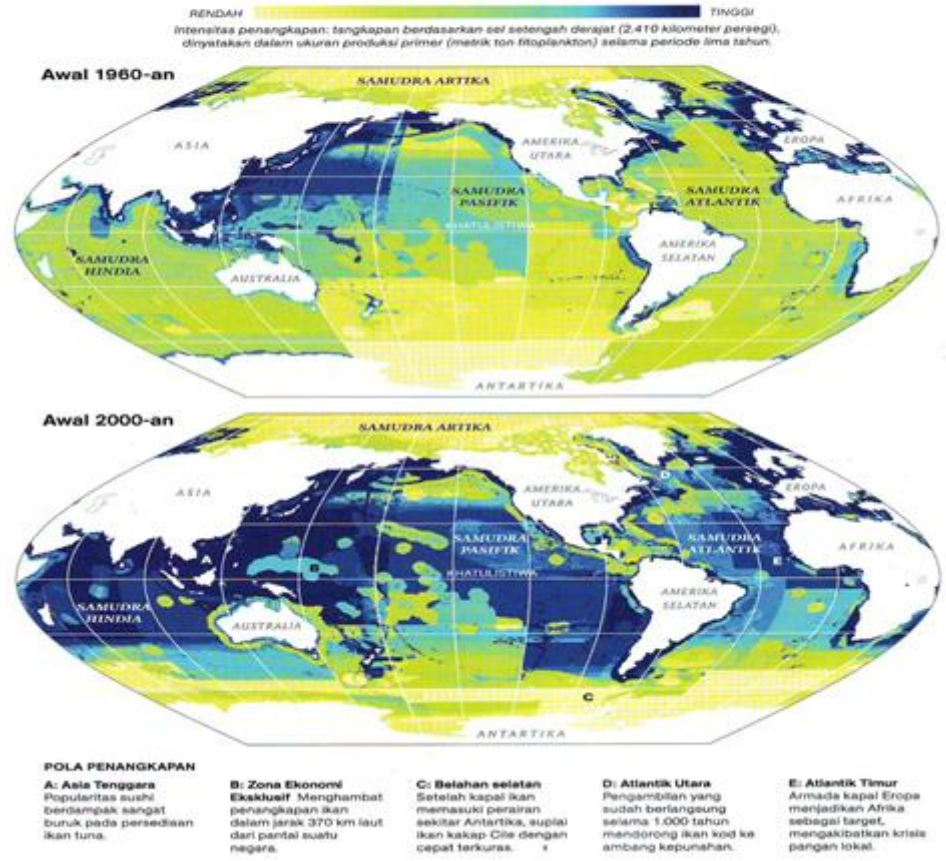 RENDAH TINGGI
Intensitas penangkapan: tangkapan berdasarkan sel setengah derajat (2.410 kilometer persegi),
dinyatakan dalam ukuran produksi primer (metrik ton fitoplankton) selama periode lima tahun.
Awal 1960-an
SAMUDRA ARTIKA
ASIA
AMERIKA
UTARA
EROPA
SAMUDRA
PASIFIK
SAMUDRA
ATLANTIK
AFRIKA
KHATULISTIWA
SAMUDRA
HINDIA
AUSTRALIA
AMERIKA
SELATAN
ANTARTIKA
Awal 2000-an
SAMUDRA ARTIKA
D
ASIA
AMERIKA
UTARA
EROPA
SAMUDRA
PASIFIK
SAMUDRA
ATLANTIK
AFRIKA
A
B
KHATULISTIWA
E
SAMUDRA
HINDIA
AUSTRALIA
AMERIKA
SELATAN
C
ANTARTIKA
POLA PENANGKAPAN
A: Asia Tenggara
Popularitas sushi
berdampak sangat
buruk pada persediaan
ikan tuna.
B: Zona Ekonomi
Eksklusif Menghambat
penangkapan ikan
dalam jarak 370 km laut
dari pantai suatu
negara.
C: Belahan selatan
Setelah kapal ikan
memasuki perairan
sekitar Antartika, suplai
ikan kakap Cile dengan
cepat terkuras.
D: Atlantik Utara
Pengambilan yang
sudah berlangsung
selama 1.000 tahun
mendorong ikan kod ke
ambang kepunahan.
E: Atlantik Timur
Armada kapal Eropa
menjadikan Afrika
sebagai target,
mengakibatkan krisis
pangan lokal.